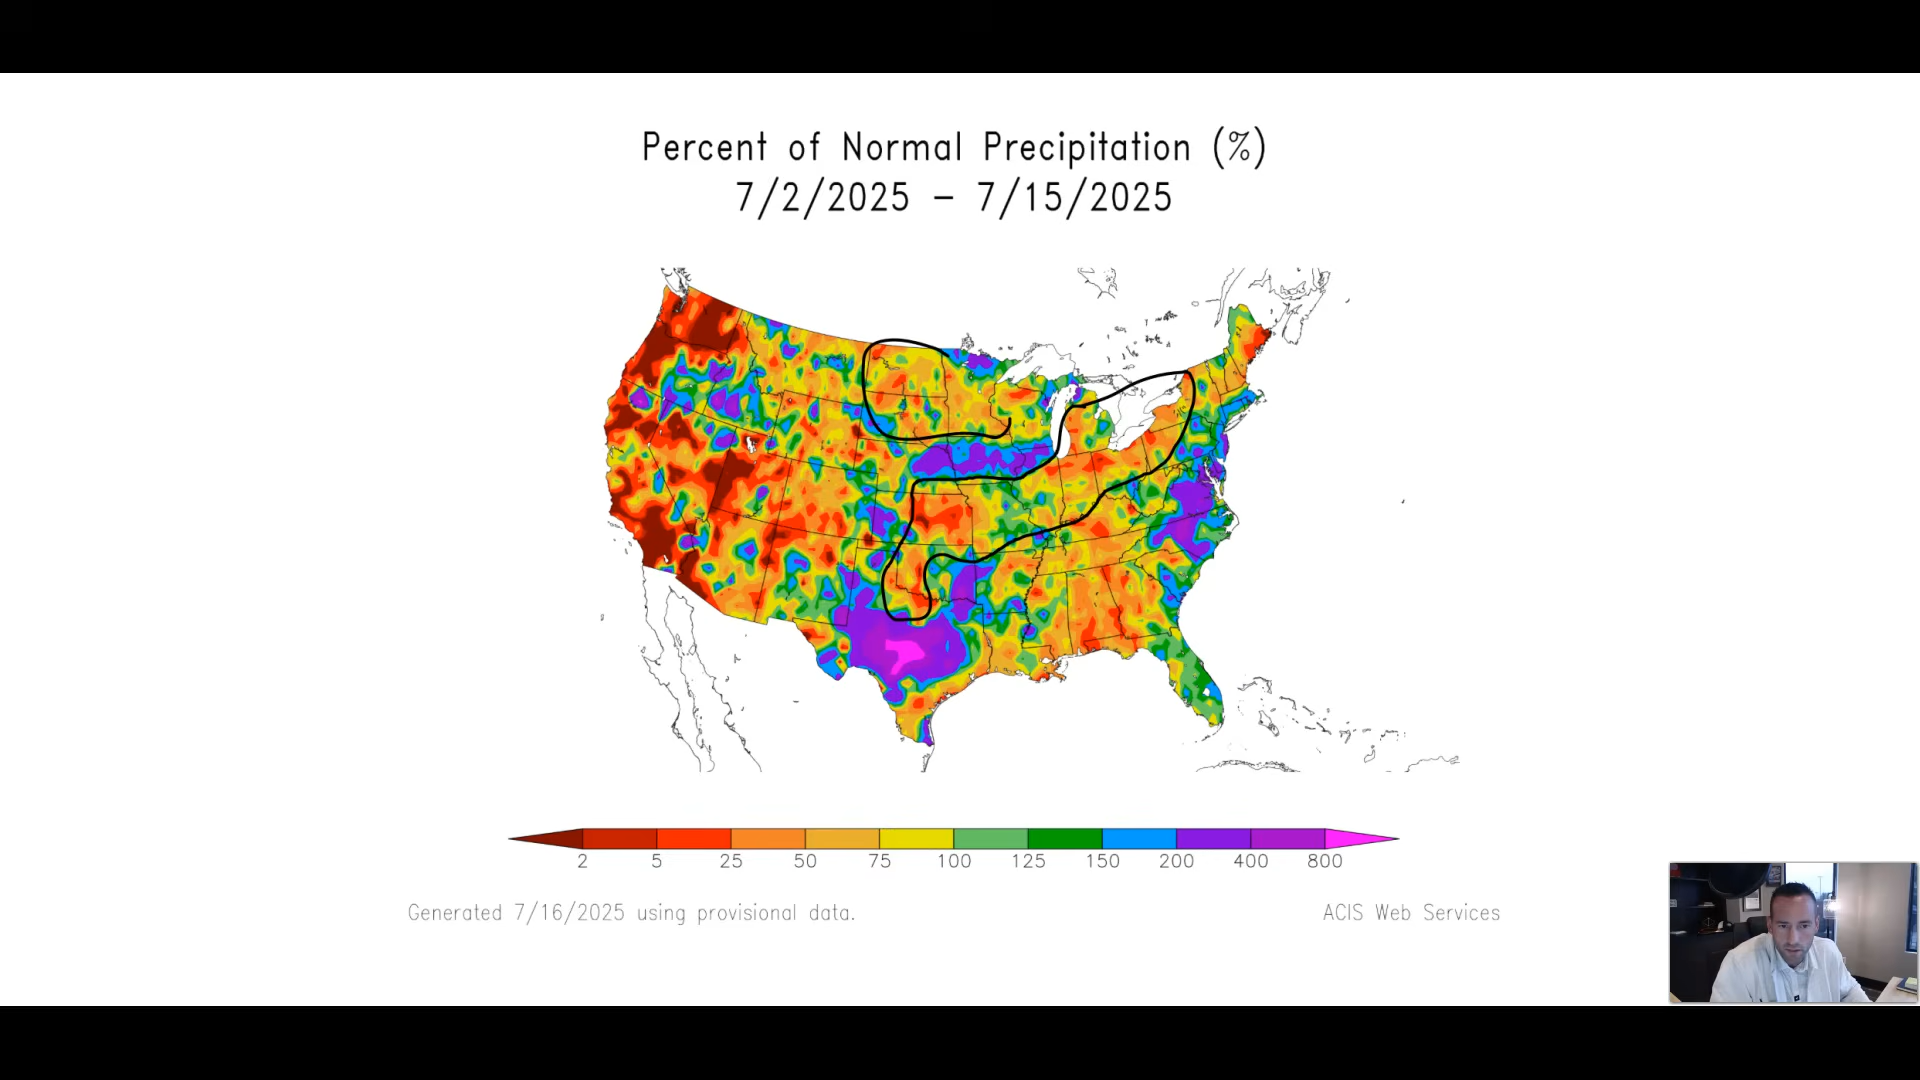 Percent of Normal Precipitation (%)
7/2/2025 – 7/15/2025
2 5 25 50 75 100 125 150 200 400 800
Generated 7/16/2025 using provisional data.
ACIS Web Services